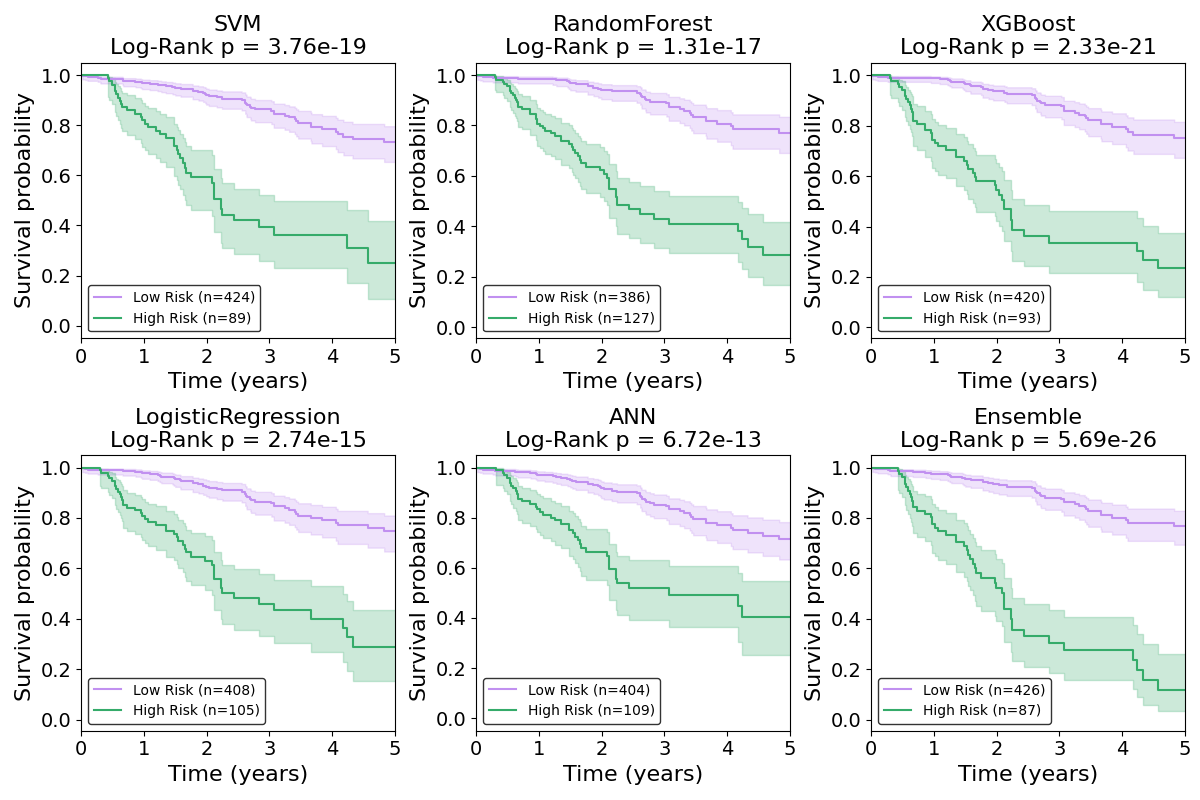 SVM
Log-Rank p = 3.76e-19
Survival probability
1.0
0.8
0.6
0.4
0.2
0.0
Low Risk (n=424)
High Risk (n=89)
0 1 2 3 4 5
Time (years)
RandomForest
Log-Rank p = 1.31e-17
Survival probability
1.0
0.8
0.6
0.4
0.2
0.0
Low Risk (n=386)
High Risk (n=127)
0 1 2 3 4 5
Time (years)
XGBoost
Log-Rank p = 2.33e-21
Survival probability
1.0
0.8
0.6
0.4
0.2
0.0
Low Risk (n=420)
High Risk (n=93)
0 1 2 3 4 5
Time (years)
LogisticRegression
Log-Rank p = 2.74e-15
Survival probability
1.0
0.8
0.6
0.4
0.2
0.0
Low Risk (n=408)
High Risk (n=105)
0 1 2 3 4 5
Time (years)
ANN
Log-Rank p = 6.72e-13
Survival probability
1.0
0.8
0.6
0.4
0.2
0.0
Low Risk (n=404)
High Risk (n=109)
0 1 2 3 4 5
Time (years)
Ensemble
Log-Rank p = 5.69e-26
Survival probability
1.0
0.8
0.6
0.4
0.2
0.0
Low Risk (n=426)
High Risk (n=87)
0 1 2 3 4 5
Time (years)